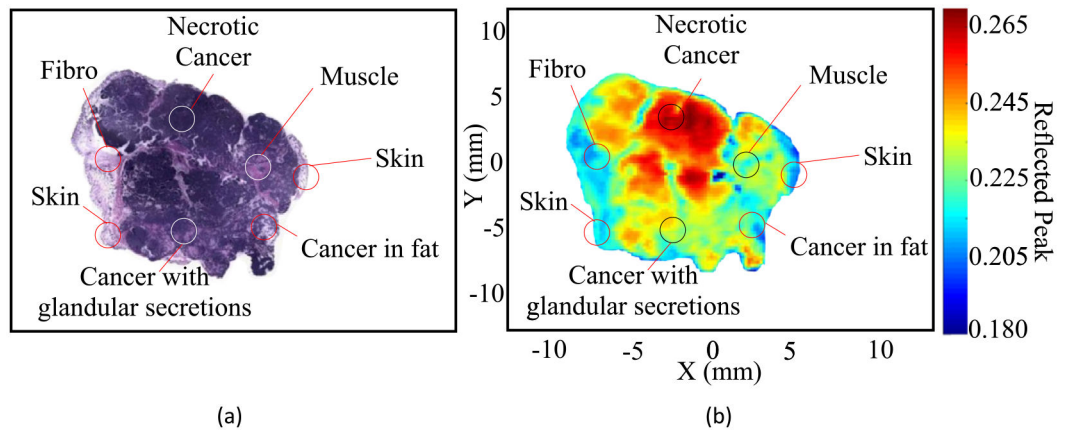 Necrotic
Cancer
Fibro
Muscle
Skin
Skin
Cancer in fat
Cancer with
glandular secretions
(a)
10
5
0
-5
-10
Y (mm)
Necrotic
Cancer
Fibro
Muscle
Skin
Skin
Cancer in fat
Cancer with
glandular secretions
-10
-5
0
5
10
X (mm)
0.265
0.245
0.225
0.205
0.180
Reflected Peak
(b)